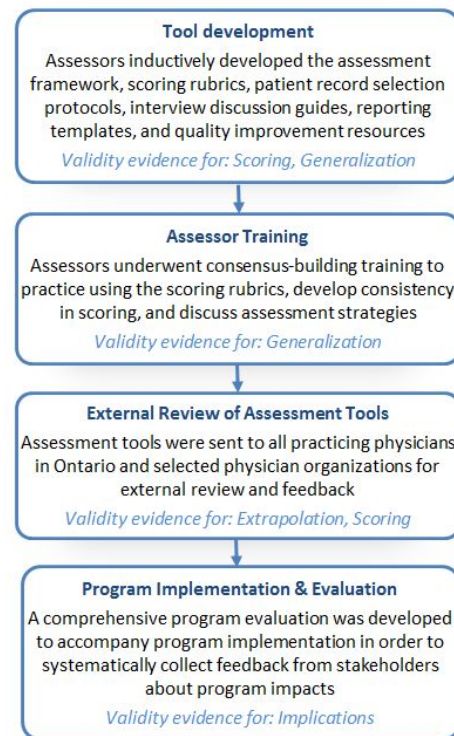 Tool development
Assessors inductively developed the assessment
framework, scoring rubrics, patient record selection
protocols, interview discussion guides, reporting
templates, and quality improvement resources
Validity evidence for: Scoring, Generalization
Assessor Training
Assessors underwent consensus-building training to
practice using the scoring rubrics, develop consistency
in scoring, and discuss assessment strategies
Validity evidence for: Generalization
External Review of Assessment Tools
Assessment tools were sent to all practicing physicians
in Ontario and selected physician organizations for
external review and feedback
Validity evidence for: Extrapolation, Scoring
Program Implementation & Evaluation
A comprehensive program evaluation was developed
to accompany program implementation in order to
systematically collect feedback from stakeholders
about program impacts
Validity evidence for: Implications